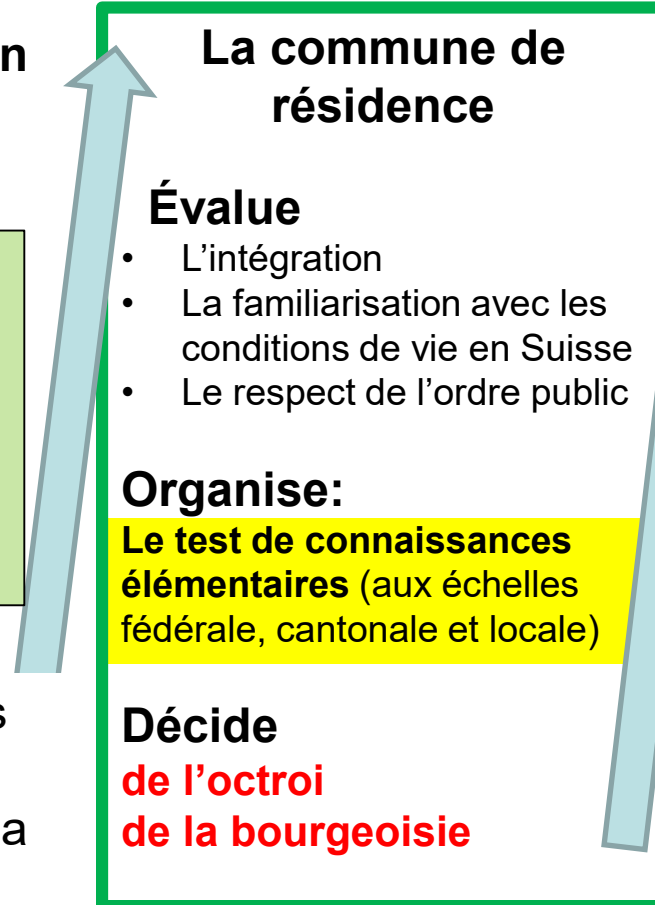 n
La commune de
résidence
Évalue
• L’intégration
• La familiarisation avec les
conditions de vie en Suisse
• Le respect de l’ordre public
Organise:
Le test de connaissances
élémentaires (aux échelles
fédérale, cantonale et locale)
s
Décide
de l’octroi
a
de la bourgeoisie